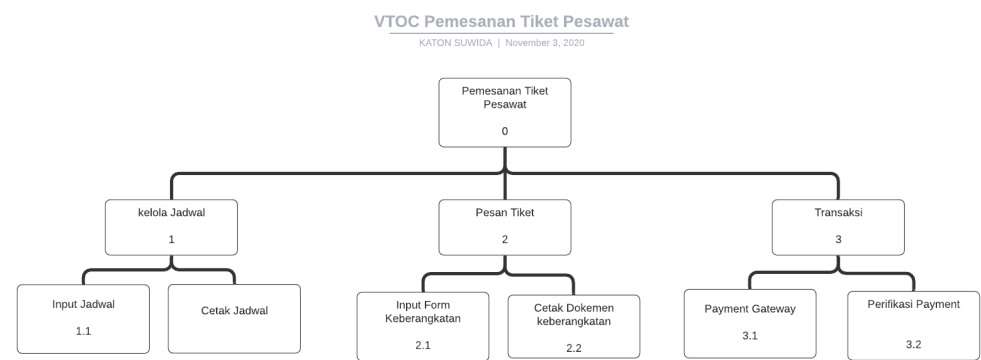 VTOC Pemesanan Tiket Pesawat
KATON SUWIDA | November 3, 2020
Pemesanan Tiket
Pesawat
0
kelola Jadwal
1
Pesan Tiket
2
Transaksi
3
Input Jadwal
1.1
Cetak Jadwal
Input Form
Keberangkatan
2.1
Cetak Dokemen
keberangkatan
2.2
Payment Gateway
3.1
Perifikasi Payment
3.2